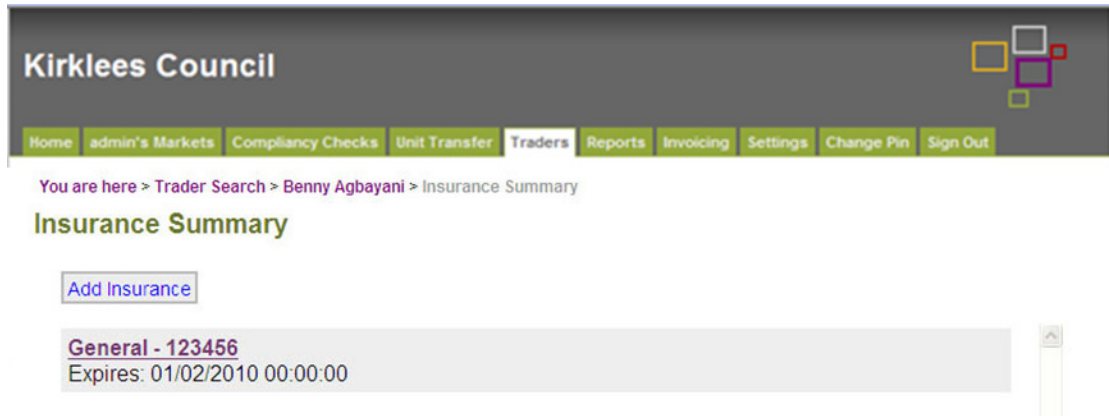 Kirklees Council
Home admin's Markets Compliancy Checks Unit Transfer Traders Reports Invoicing Settings Change Pin Sign Out
You are here > Trader Search > Benny Agbayani > Insurance Summary
Insurance Summary
Add Insurance
General - 123456
Expires: 01/02/2010 00:00:00